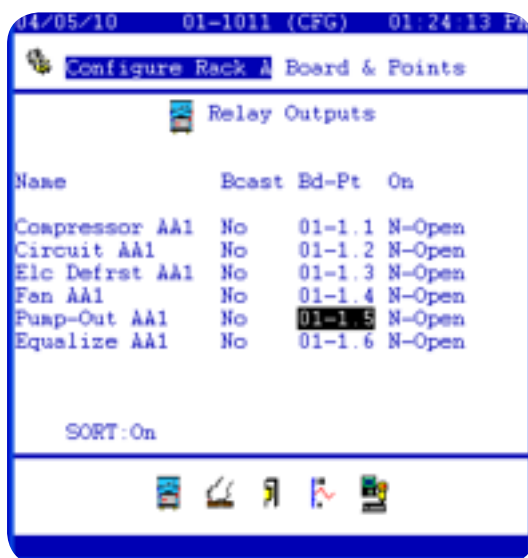 04/05/10 01-1011 (CFG) 01:24:13 PM
Configure Rack A Board & Points
Relay Outputs
Name Bcast Bd-Pt On
Compressor AA1 No 01-1.1 N-Open
Circuit AA1 No 01-1.2 N-Open
Elc Defrst AA1 No 01-1.3 N-Open
Fan AA1 No 01-1.4 N-Open
Pump-Out AA1 No 01-1.5 N-Open
Equalize AA1 No 01-1.6 N-Open
SORT:On